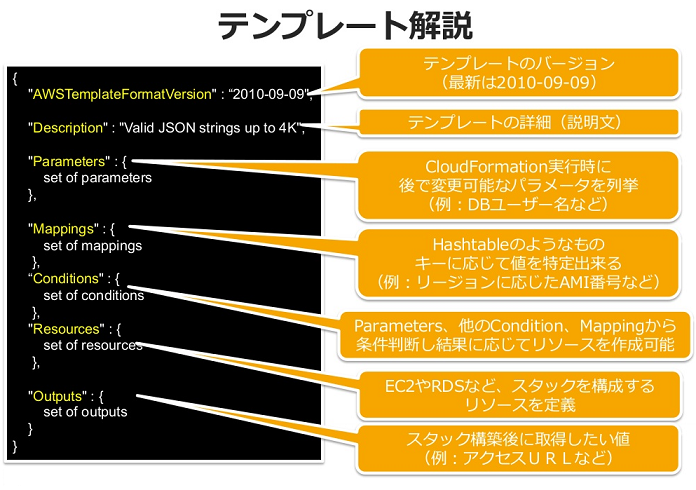 テンプレート解説
{
"AWSTemplateFormatVersion" : “2010-09-09",
"Description" : "Valid JSON strings up to 4K",
"Parameters" : {
set of parameters
},
"Mappings" : {
set of mappings
},
“Conditions" : {
set of conditions
},
"Resources" : {
set of resources
},
"Outputs" : {
set of outputs
}
}
テンプレートのバージョン
（最新は2010-09-09）
テンプレートの詳細（説明文）
CloudFormation実行時に
後で変更可能なパラメータを列挙
（例：DBユーザー名など）
Hashtableのようなもの
キーに応じて値を特定出来る
（例：リージョンに応じたAMI番号など）
Parameters、他のCondition、Mappingから
条件判断し結果に応じてリソースを作成可能
EC2やRDSなど、スタックを構成する
リソースを定義
スタック構築後に取得したい値
（例：アクセスＵＲＬなど）